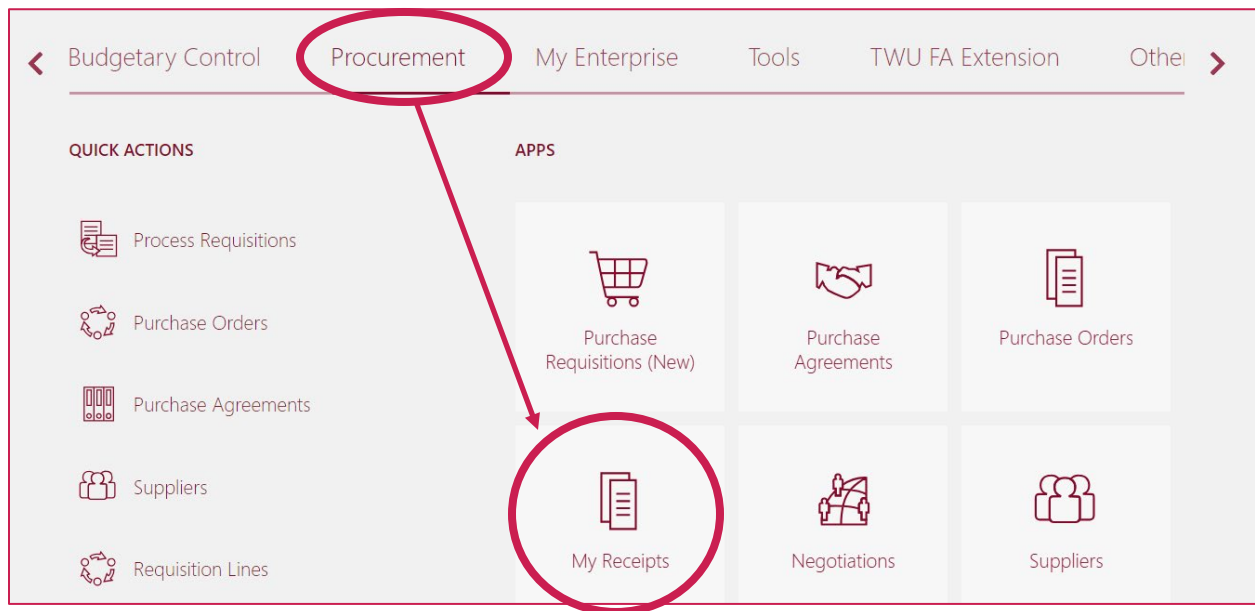 Budgetary Control Procurement My Enterprise Tools TWU FA Extension Othe
QUICK ACTIONS
APPS
Process Requisitions
Purchase Orders
Purchase Agreements
Suppliers
Requisition Lines
Purchase
Requisitions (New)
Purchase
Agreements
Purchase Orders
My Receipts
Negotiations
Suppliers